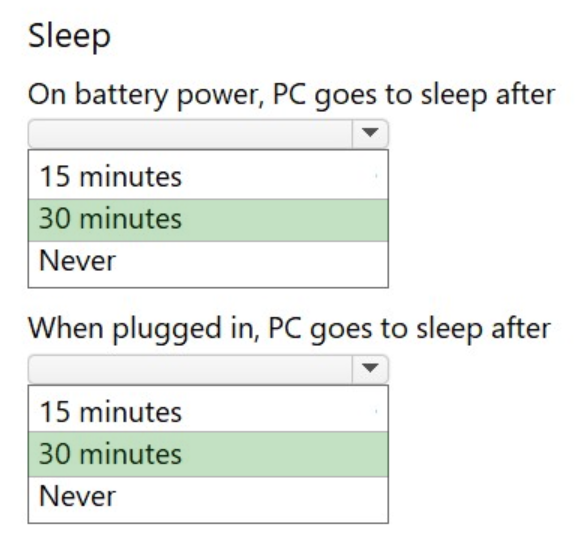 Sleep
On battery power, PC goes to sleep after
15 minutes
30 minutes
Never
When plugged in, PC goes to sleep after
15 minutes
30 minutes
Never